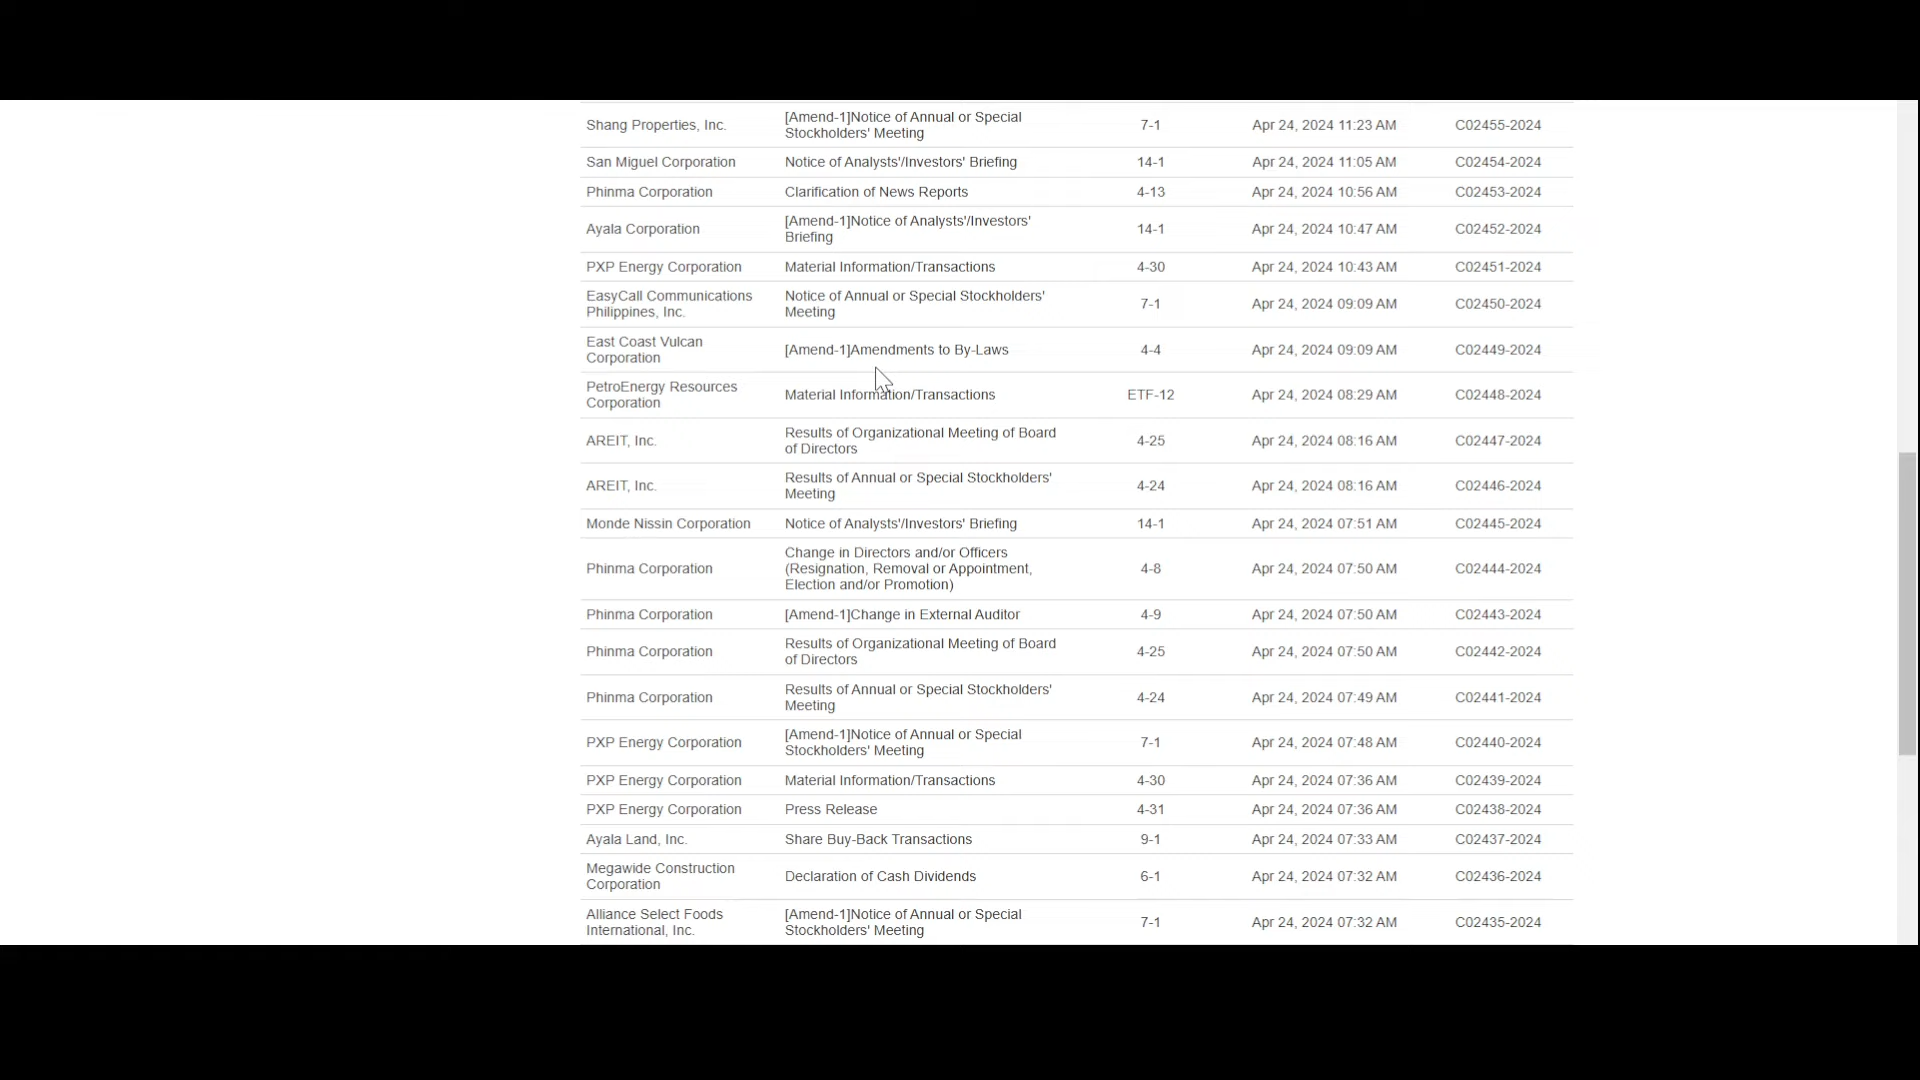 Shang Properties, Inc. [Amend-1]Notice of Annual or Special Stockholders' Meeting 7-1 Apr 24, 2024 11:23 AM C02455-2024
San Miguel Corporation Notice of Analysts'/Investors' Briefing 14-1 Apr 24, 2024 11:05 AM C02454-2024
Phinma Corporation Clarification of News Reports 4-13 Apr 24, 2024 10:56 AM C02453-2024
Ayala Corporation [Amend-1]Notice of Analysts'/Investors' Briefing 14-1 Apr 24, 2024 10:47 AM C02452-2024
PXP Energy Corporation Material Information/Transactions 4-30 Apr 24, 2024 10:43 AM C02451-2024
EasyCall Communications Philippines, Inc. Notice of Annual or Special Stockholders' Meeting 7-1 Apr 24, 2024 09:09 AM C02450-2024
East Coast Vulcan Corporation [Amend-1]Amendments to By-Laws 4-4 Apr 24, 2024 09:09 AM C02449-2024
PetroEnergy Resources Corporation Material Information/Transactions ETF-12 Apr 24, 2024 08:29 AM C02448-2024
AREIT, Inc. Results of Organizational Meeting of Board of Directors 4-25 Apr 24, 2024 08:16 AM C02447-2024
AREIT, Inc. Results of Annual or Special Stockholders' Meeting 4-24 Apr 24, 2024 08:16 AM C02446-2024
Monde Nissin Corporation Notice of Analysts'/Investors' Briefing 14-1 Apr 24, 2024 07:51 AM C02445-2024
Phinma Corporation Change in Directors and/or Officers (Resignation, Removal or Appointment, Election and/or Promotion) 4-8 Apr 24, 2024 07:50 AM C02444-2024
Phinma Corporation [Amend-1]Change in External Auditor 4-9 Apr 24, 2024 07:50 AM C02443-2024
Phinma Corporation Results of Organizational Meeting of Board of Directors 4-25 Apr 24, 2024 07:50 AM C02442-2024
Phinma Corporation Results of Annual or Special Stockholders' Meeting 4-24 Apr 24, 2024 07:49 AM C02441-2024
PXP Energy Corporation [Amend-1]Notice of Annual or Special Stockholders' Meeting 7-1 Apr 24, 2024 07:48 AM C02440-2024
PXP Energy Corporation Material Information/Transactions 4-30 Apr 24, 2024 07:36 AM C02439-2024
PXP Energy Corporation Press Release 4-31 Apr 24, 2024 07:36 AM C02438-2024
Ayala Land, Inc. Share Buy-Back Transactions 9-1 Apr 24, 2024 07:33 AM C02437-2024
Megawide Construction Corporation Declaration of Cash Dividends 6-1 Apr 24, 2024 07:32 AM C02436-2024
Alliance Select Foods International, Inc. [Amend-1]Notice of Annual or Special Stockholders' Meeting 7-1 Apr 24, 2024 07:32 AM C02435-2024